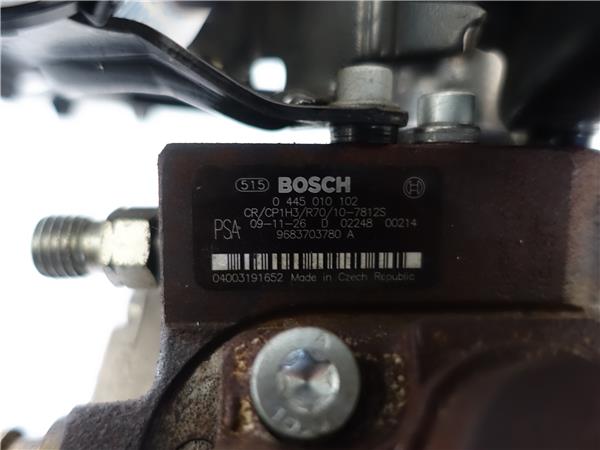 515 BOSCH
0 445 010 102
CR/CP1H3/R70/10-7812S
PSA 09-11-26 D 02248 00214
9683703780 A
04003191652 Made in Czech Republic